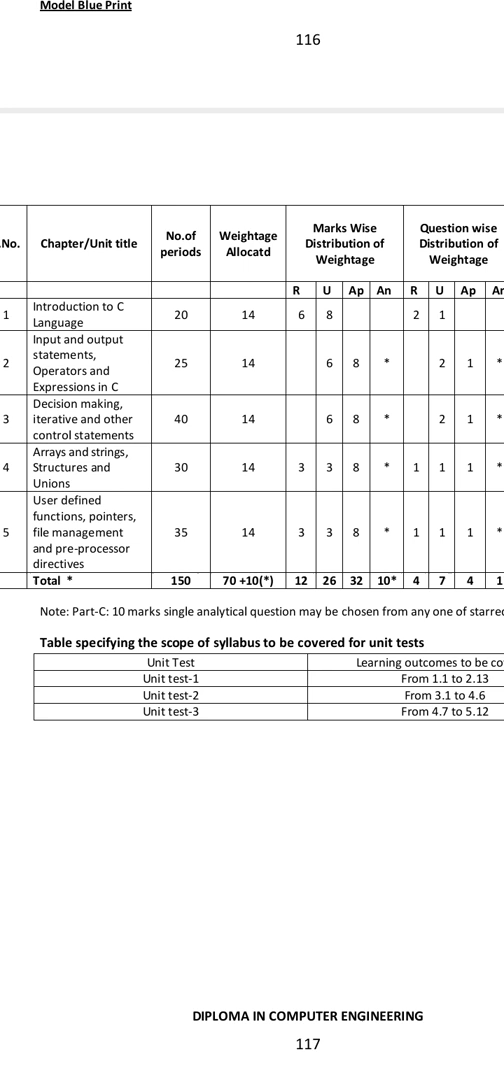 Model Blue Print
116
.No. Chapter/Unit title No.of periods Weightage Allocatd Marks Wise Distribution of Weightage Question wise Distribution of Weightage
R U Ap An R U Ap An
1 Introduction to C Language 20 14 6 8 2 1
2 Input and output statements, Operators and Expressions in C 25 14 6 8 * 2 1 *
3 Decision making, iterative and other control statements 40 14 6 8 * 2 1 *
4 Arrays and strings, Structures and Unions 30 14 3 3 8 * 1 1 1 *
5 User defined functions, pointers, file management and pre-processor directives 35 14 3 3 8 * 1 1 1 *
Total * 150 70 +10(*) 12 26 32 10* 4 7 4 1
Note: Part-C: 10 marks single analytical question may be chosen from any one of starred
Table specifying the scope of syllabus to be covered for unit tests
Unit Test Learning outcomes to be co
Unit test-1 From 1.1 to 2.13
Unit test-2 From 3.1 to 4.6
Unit test-3 From 4.7 to 5.12
DIPLOMA IN COMPUTER ENGINEERING
117